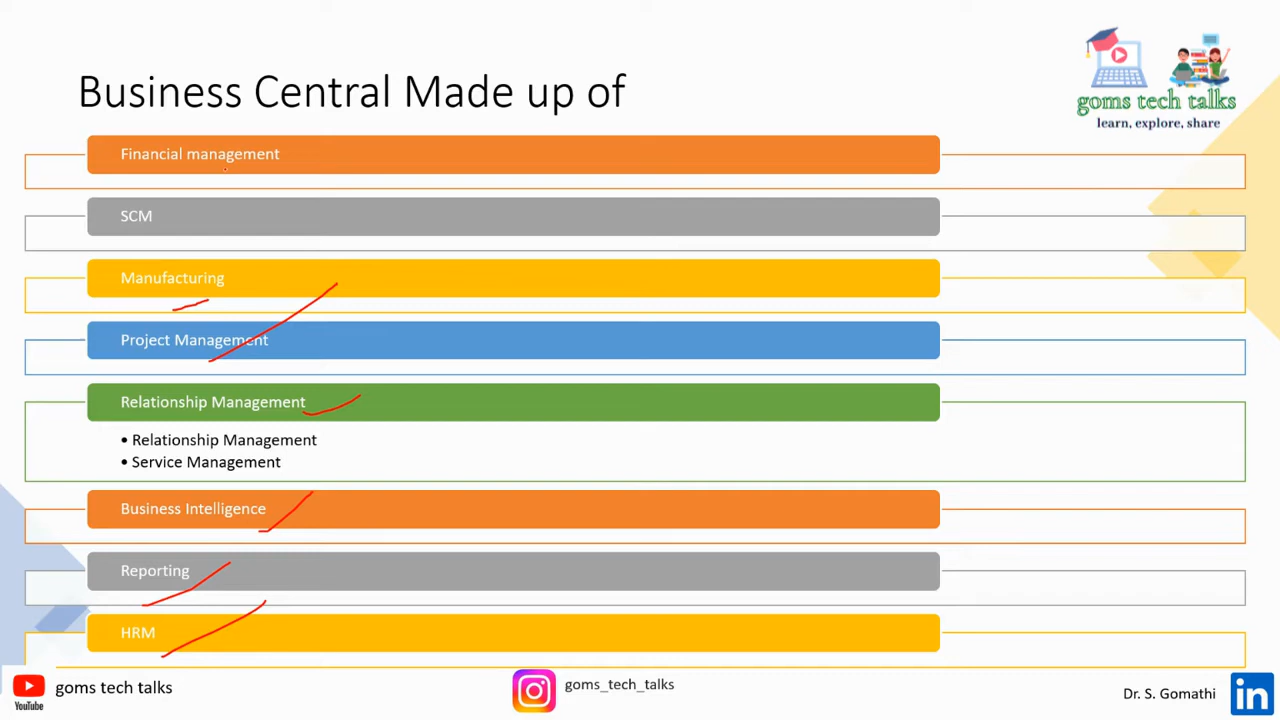 Business Central Made up of
goms tech talks
learn, explore, share
Financial management
SCM
Manufacturing
Project Management
Relationship Management
• Relationship Management
• Service Management
Business Intelligence
Reporting
HRM
YouTube
goms tech talks
goms_tech_talks
Dr. S. Gomathi
in